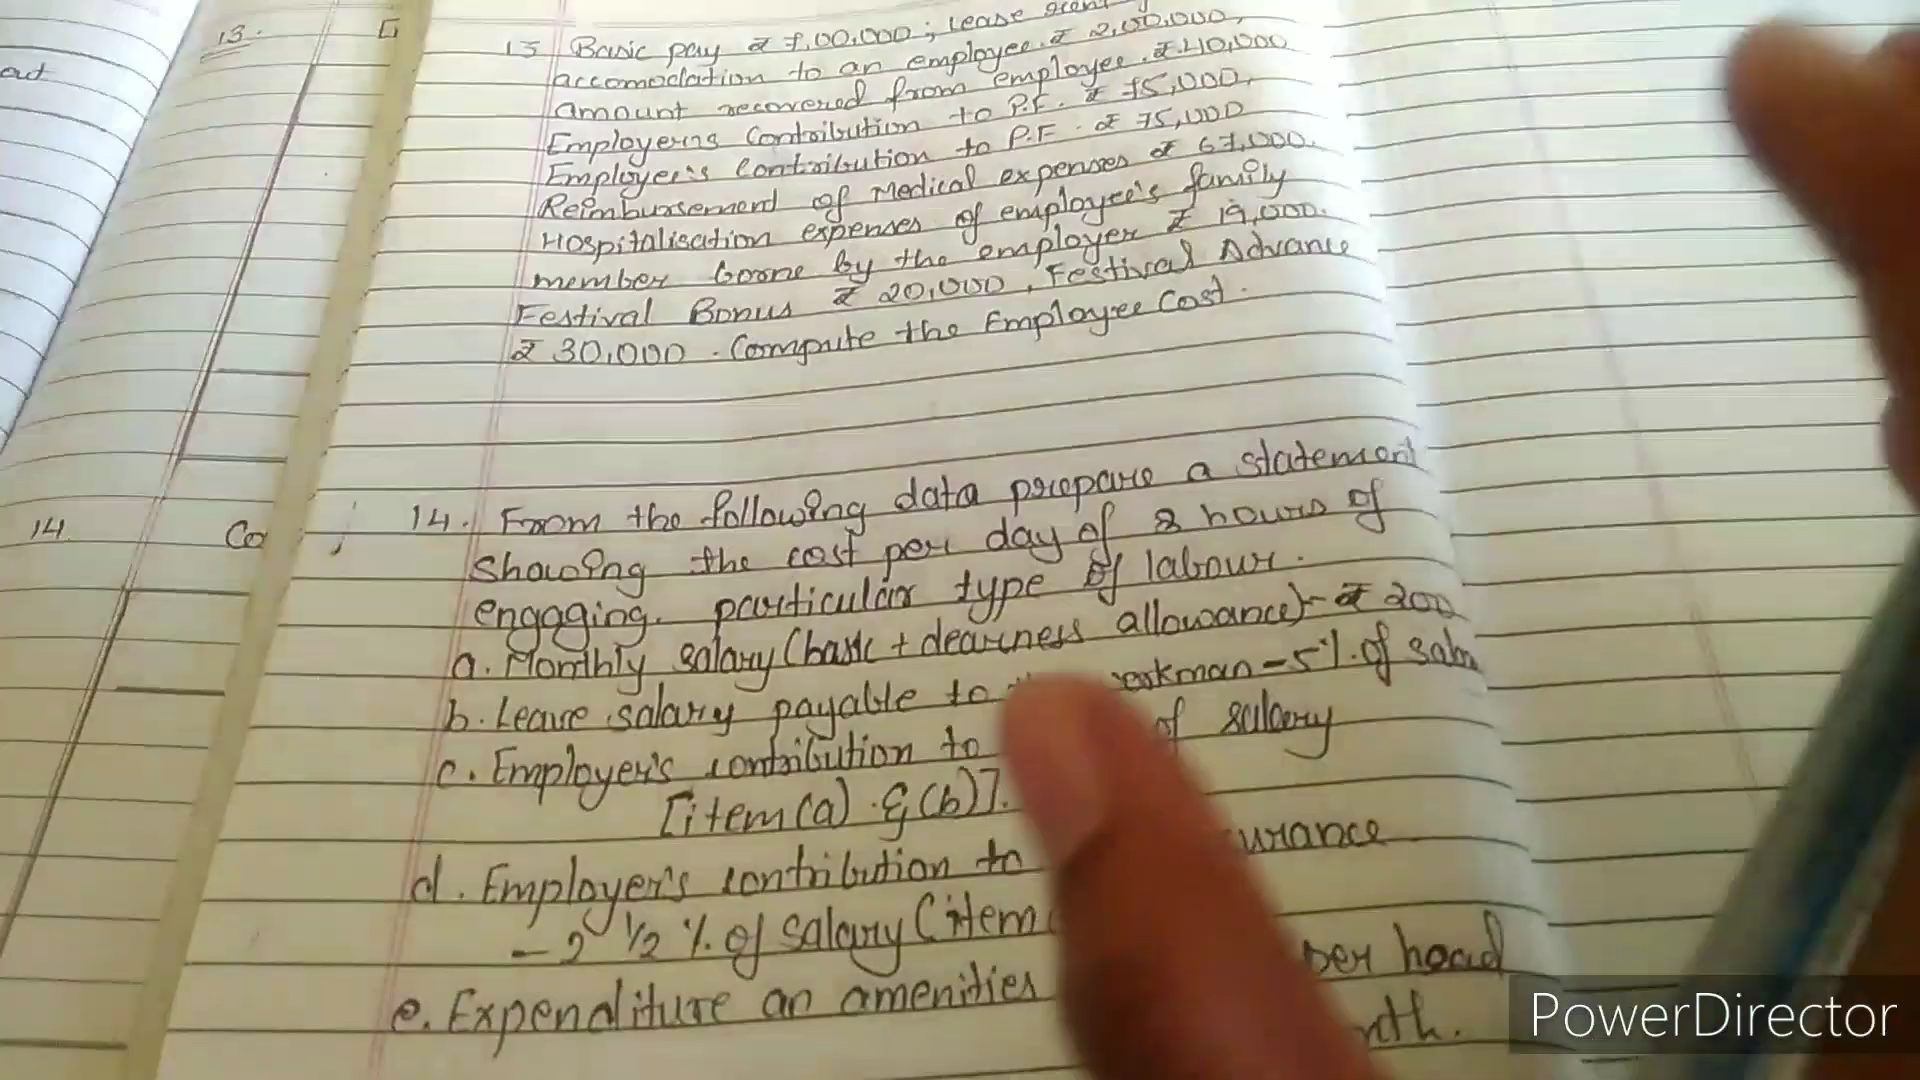 13.
out
13 Basic pay ₹ 7,00,000; lease
accomodation to an employee. ₹ 2,00,000,
amount recovered from employee. ₹ 40,000
Employers Contribution to P.F. ₹ 75,000,
Employee's Contribution to P.F. ₹ 75,000
Reimbursement of Medical expenses ₹ 67,000.
Hospitalisation expenses of employee's family
member borne by the employer ₹ 19,000.
Festival Bonus ₹ 20,000, Festival Advance
₹ 30,000. Compute the Employee Cost.
14
Co
14. From the following data prepare a statement
showing the cost per day of 8 hours of
engaging. particular type of labour.
a. Monthly salary (basic + dearness allowance) - ₹ 200
b. Leave salary payable to - 5%. of
c. Employer's contribution to of salary
[item (a) & (b)].
d. Employer's contribution to
- 2 1/2 %. of salary (item
e. Expenditure an amenities per head
PowerDirector